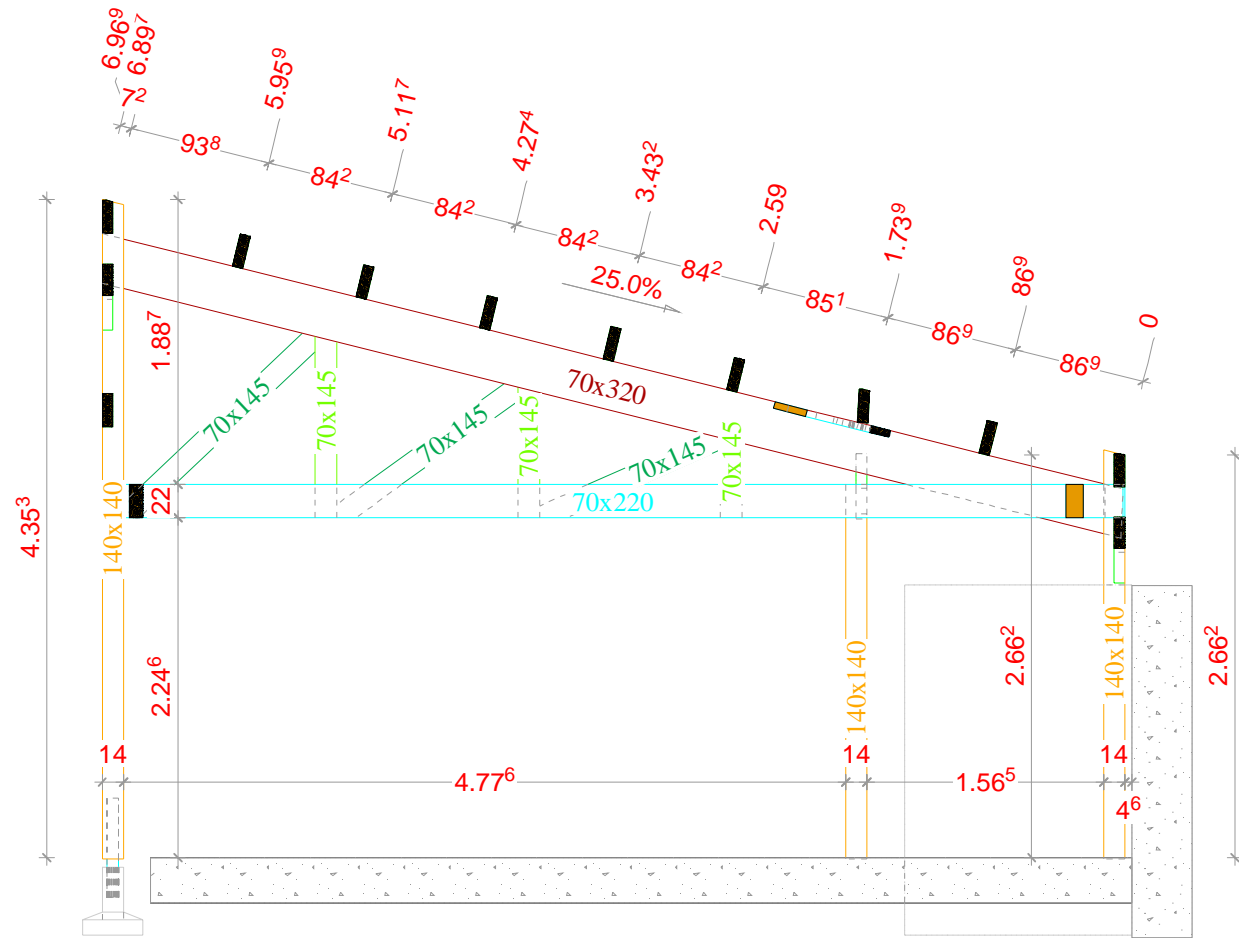 6.96⁹
6.89⁷
7²
93⁸
5.95⁹
84²
5.11⁷
84²
4.27⁴
84²
3.43²
84²
2.59
85¹
1.73⁹
86⁹
86⁹
86⁹
0
25.0%
1.88⁷
70x320
70x145
70x145
70x145
70x145
70x145
70x145
22
70x220
4.35³
140x140
2.24⁶
140x140
2.66²
140x140
2.66²
14
4.77⁶
14
1.56⁵
14
4⁶